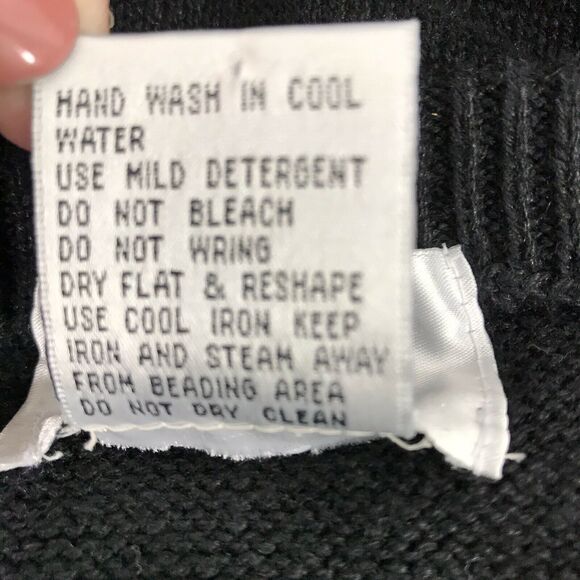 HAND WASH IN COOL
WATER
USE MILD DETERGENT
DO NOT BLEACH
DO NOT WRING
DRY FLAT & RESHAPE
USE COOL IRON KEEP
IRON AND STEAM AWAY
FROM BEADING AREA
DO NOT DRY CLEAN